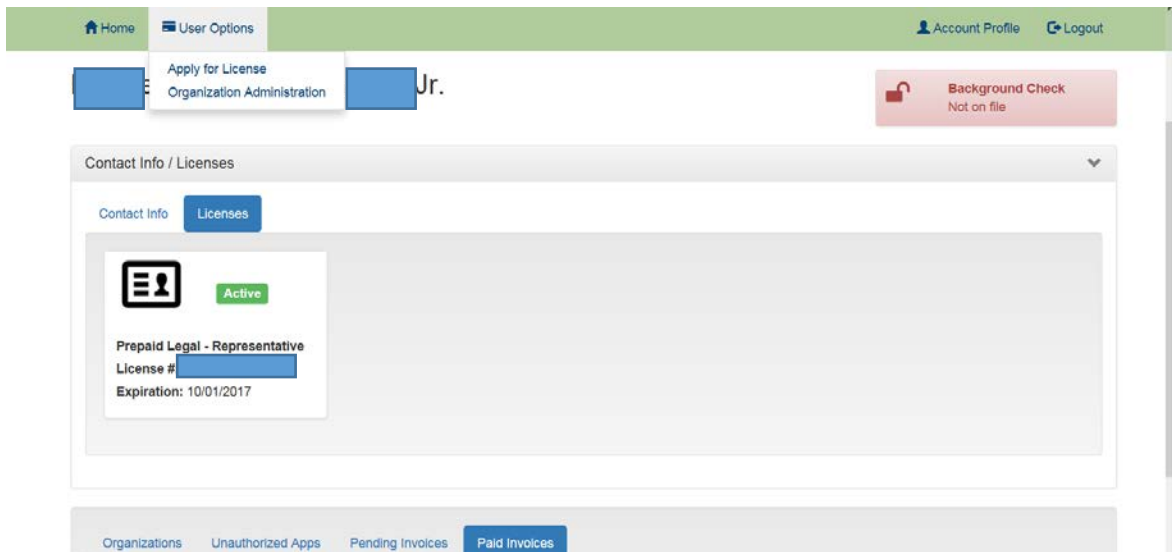 Home User Options Account Profile Logout
Apply for License
Organization Administration
Jr.
Background Check
Not on file
Contact Info / Licenses
Contact Info Licenses
Active
Prepaid Legal - Representative
License #
Expiration: 10/01/2017
Organizations Unauthorized Apps Pending Invoices Paid Invoices